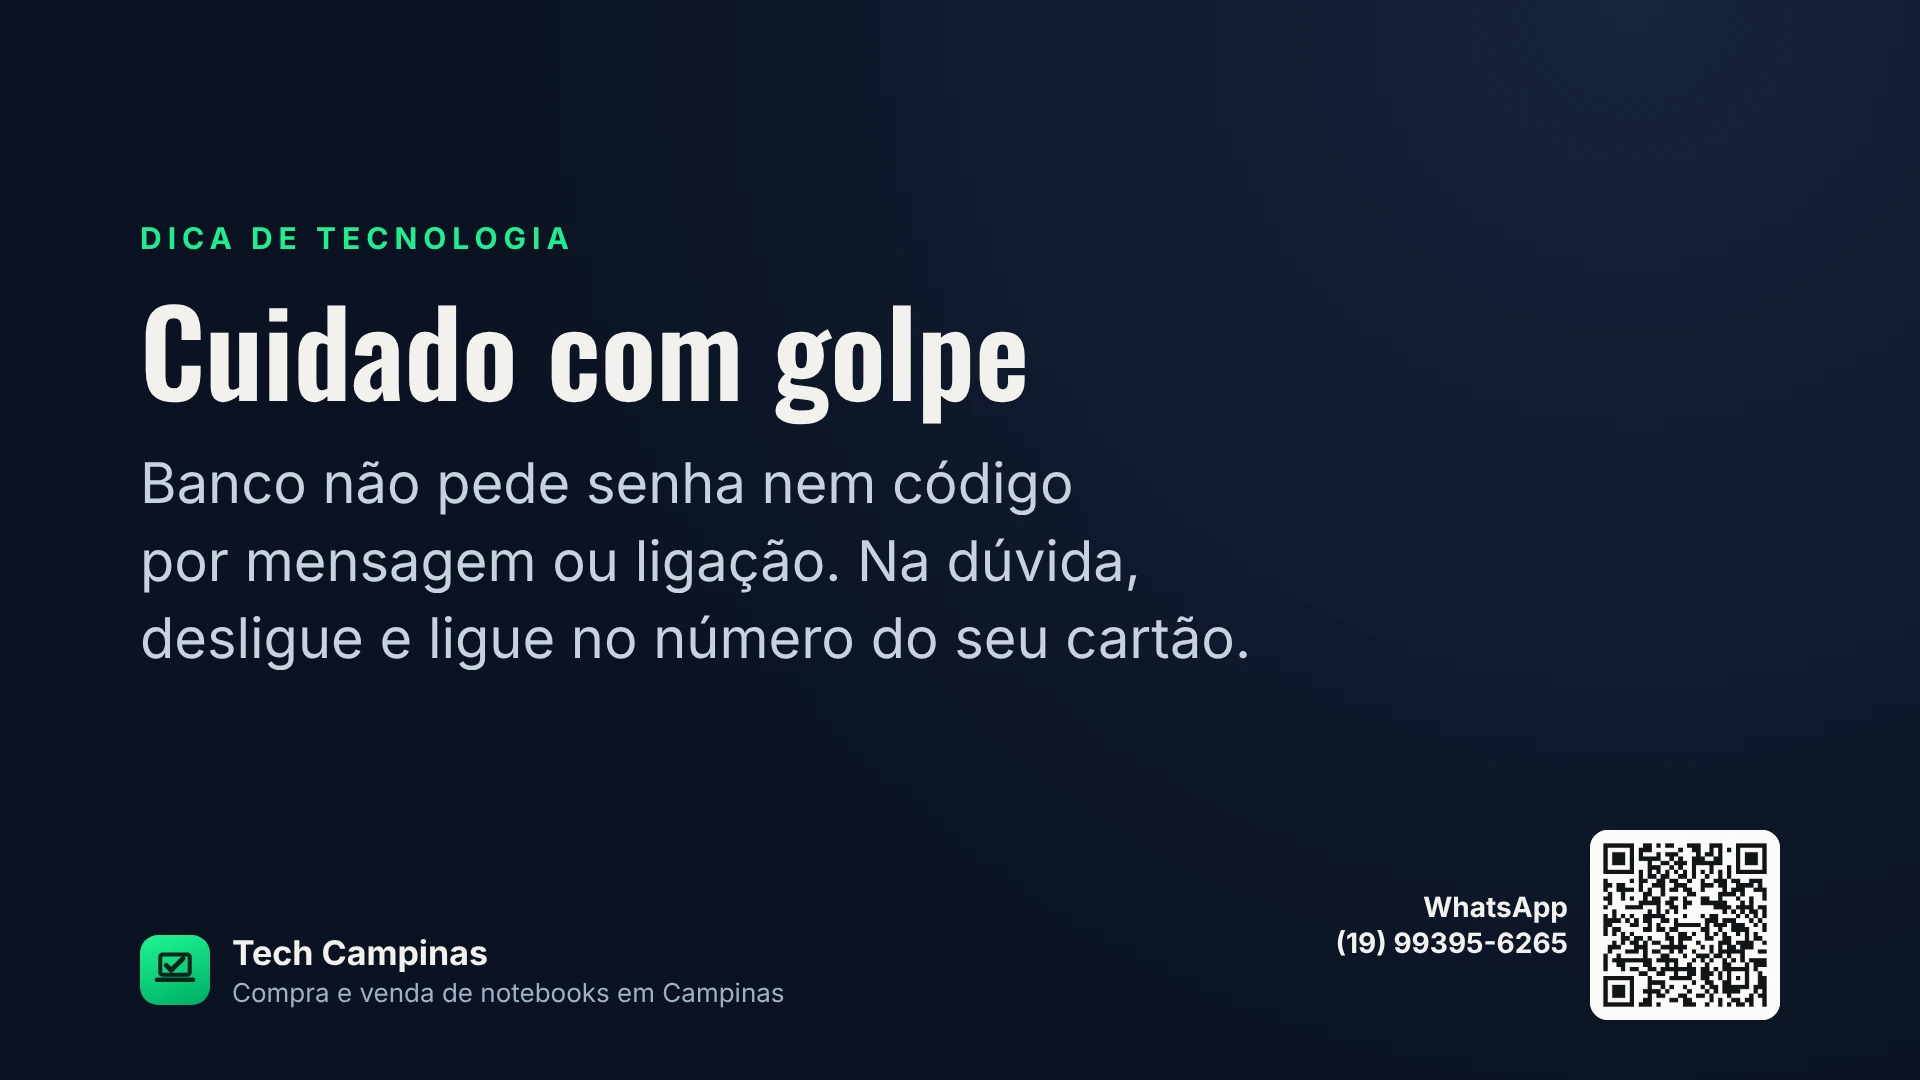 DICA DE TECNOLOGIA
Cuidado com golpe
Banco não pede senha nem código
por mensagem ou ligação. Na dúvida,
desligue e ligue no número do seu cartão.
WhatsApp
(19) 99395-6265
Tech Campinas
Compra e venda de notebooks em Campinas